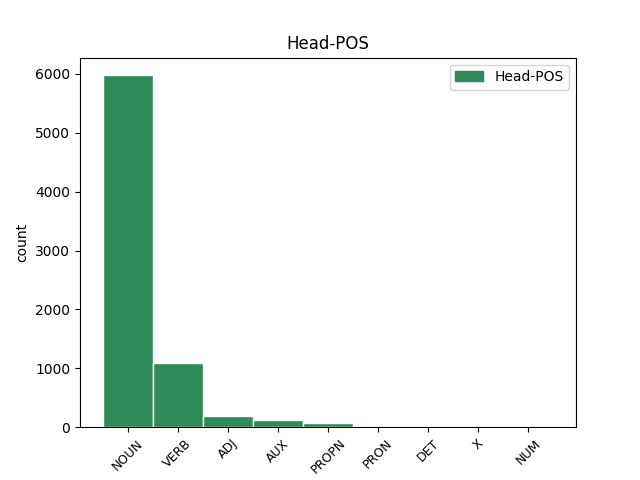 Head-POS
Head-POS
6000
5000
4000
3000
2000
1000
0
count
NOUN
VERB
ADJ
AUX
PROPN
PRON
DET
X
NUM